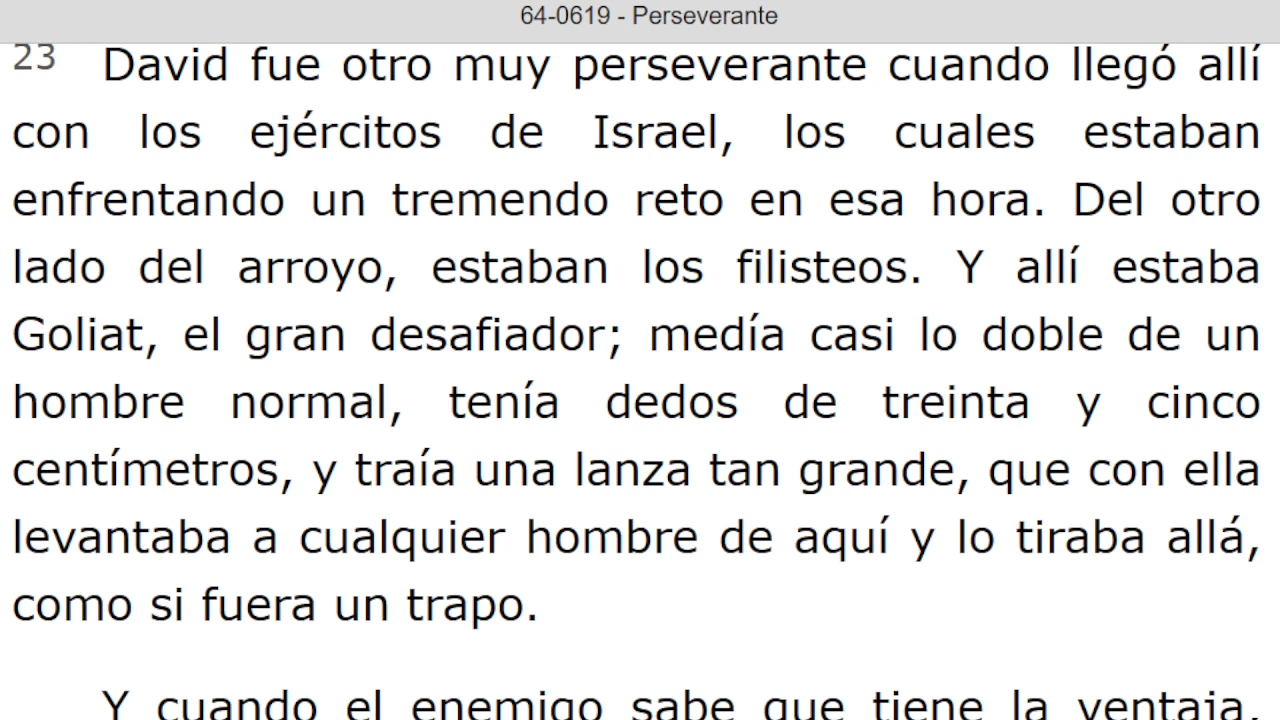 64-0619 - Perseverante
23 David fue otro muy perseverante cuando llegó allí
con los ejércitos de Israel, los cuales estaban
enfrentando un tremendo reto en esa hora. Del otro
lado del arroyo, estaban los filisteos. Y allí estaba
Goliat, el gran desafiador; medía casi lo doble de un
hombre normal, tenía dedos de treinta y cinco
centímetros, y traía una lanza tan grande, que con ella
levantaba a cualquier hombre de aquí y lo tiraba allá,
como si fuera un trapo.
Y cuando el enemigo sabe que tiene la ventaja,